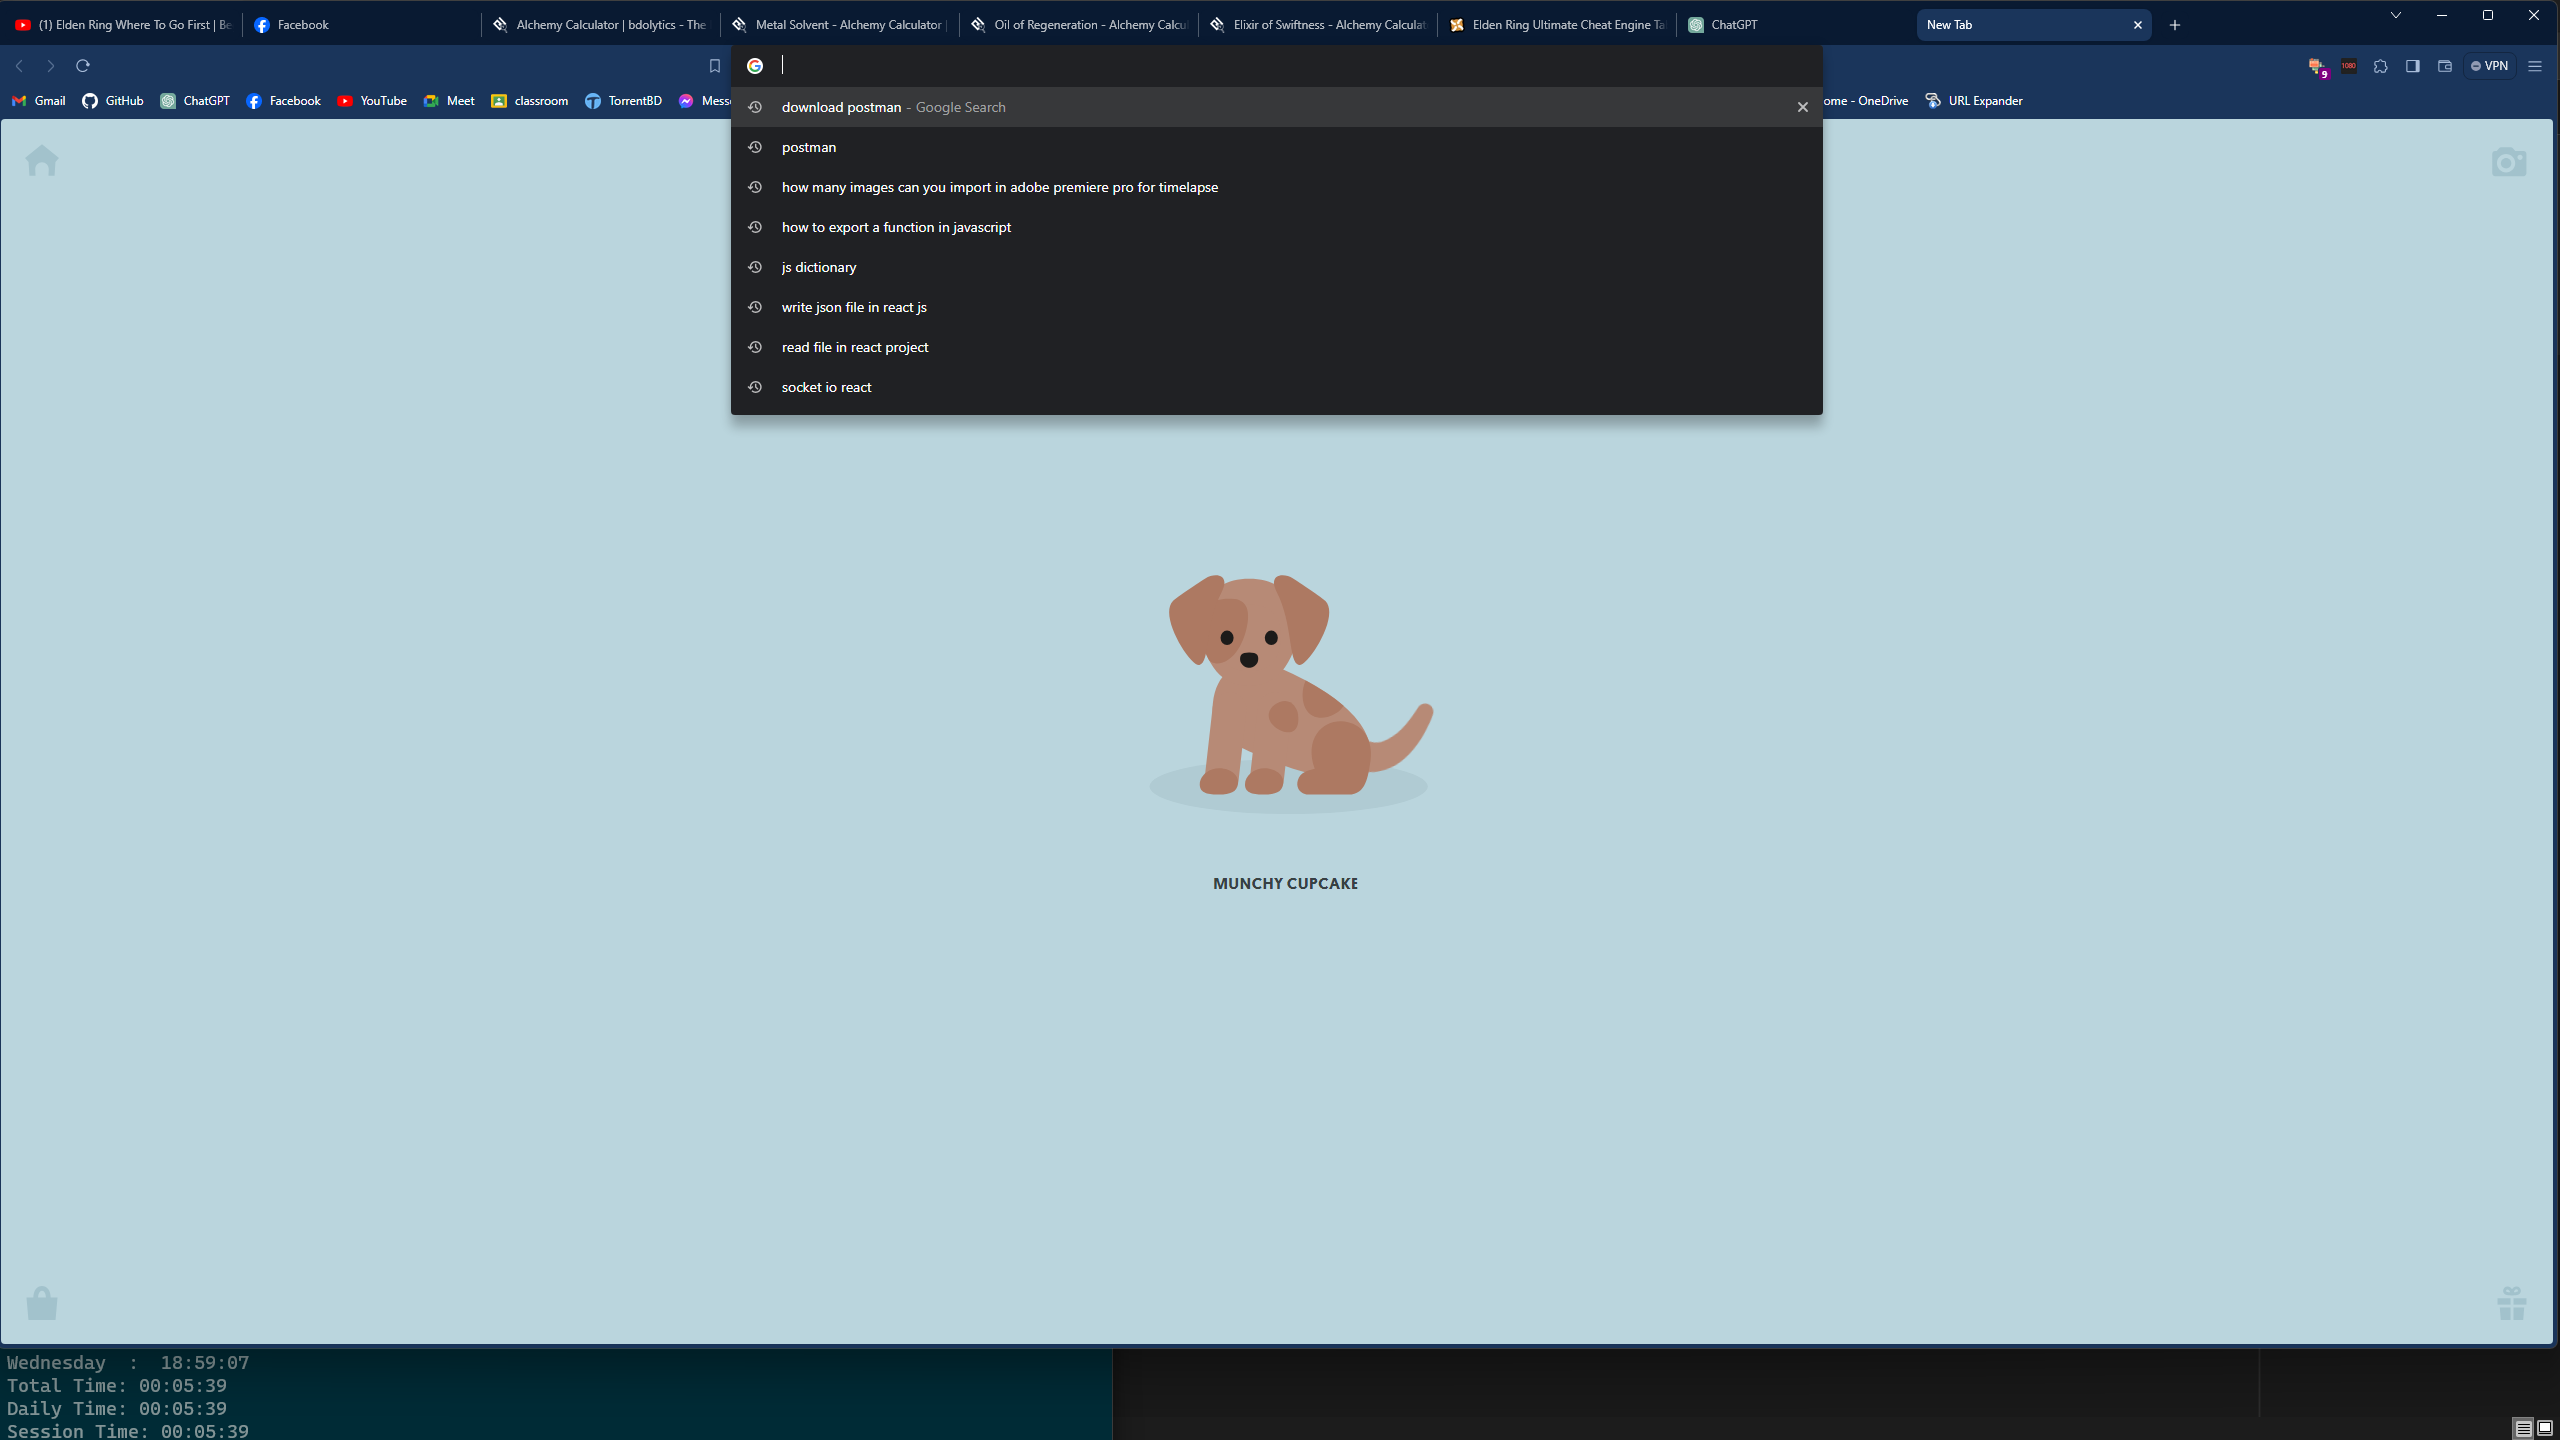 (1) Elden Ring Where To Go First | Be
Facebook
Alchemy Calculator | bdolytics - The
Metal Solvent - Alchemy Calculator |
Oil of Regeneration - Alchemy Calcu
Elixir of Swiftness - Alchemy Calculat
Elden Ring Ultimate Cheat Engine Ta
ChatGPT
New Tab
9
1080
VPN
Gmail
GitHub
ChatGPT
Facebook
YouTube
Meet
classroom
TorrentBD
Mess
ome - OneDrive
URL Expander
download postman - Google Search
postman
how many images can you import in adobe premiere pro for timelapse
how to export a function in javascript
js dictionary
write json file in react js
read file in react project
socket io react
MUNCHY CUPCAKE
Wednesday  :  18:59:07
Total Time: 00:05:39
Daily Time: 00:05:39
Session Time: 00:05:39